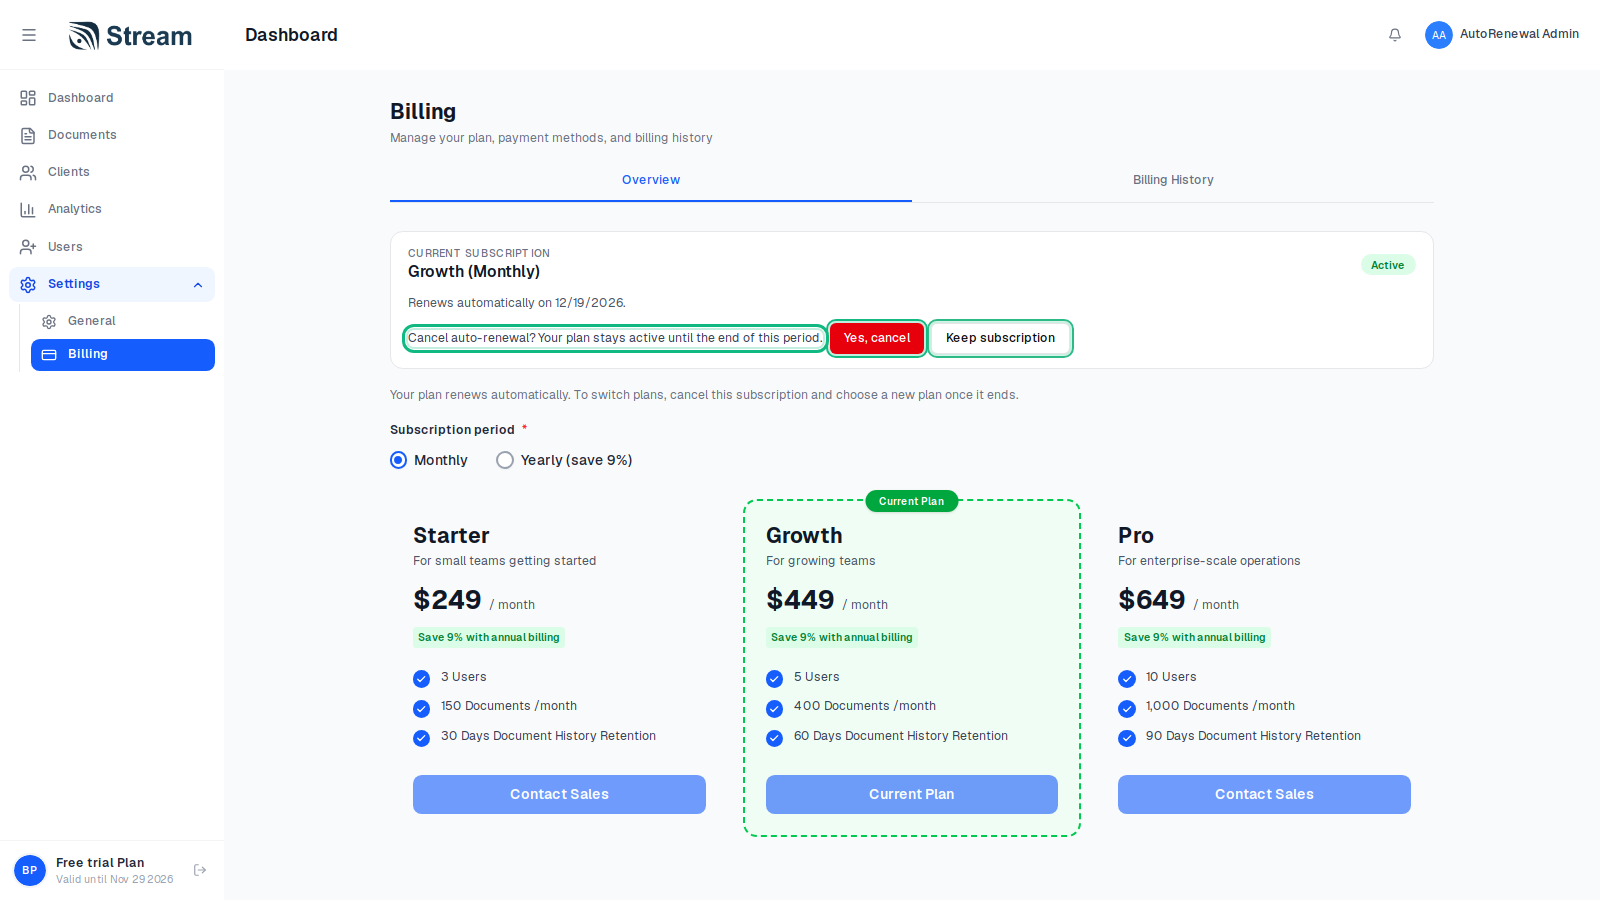 Stream
Dashboard
AA
AutoRenewal Admin
Dashboard
Documents
Clients
Analytics
Users
Settings
General
Billing
Billing
Manage your plan, payment methods, and billing history
Overview
Billing History
CURRENT SUBSCRIPTION
Growth (Monthly)
Active
Renews automatically on 12/19/2026.
Cancel auto-renewal? Your plan stays active until the end of this period.
Yes, cancel
Keep subscription
Your plan renews automatically. To switch plans, cancel this subscription and choose a new plan once it ends.
Subscription period *
Monthly
Yearly (save 9%)
Starter
For small teams getting started
$249 / month
Save 9% with annual billing
3 Users
150 Documents /month
30 Days Document History Retention
Contact Sales
Current Plan
Growth
For growing teams
$449 / month
Save 9% with annual billing
5 Users
400 Documents /month
60 Days Document History Retention
Current Plan
Pro
For enterprise-scale operations
$649 / month
Save 9% with annual billing
10 Users
1,000 Documents /month
90 Days Document History Retention
Contact Sales
BP
Free trial Plan
Valid until Nov 29 2026